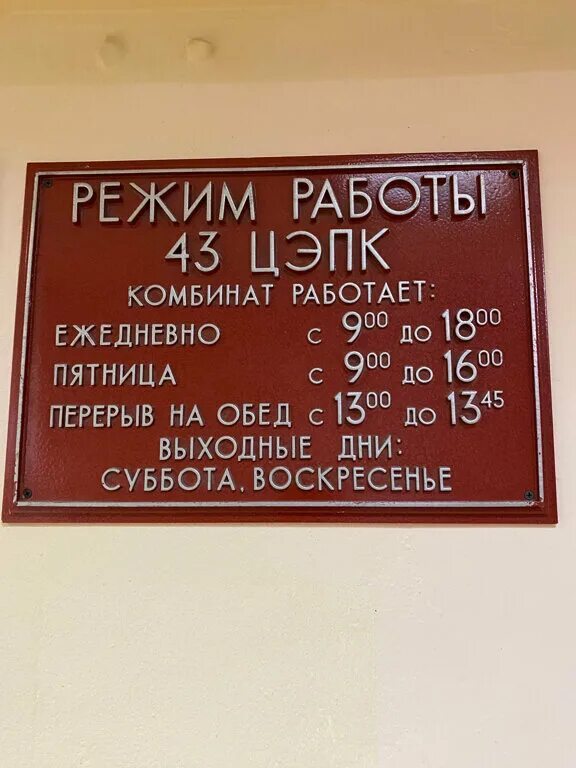 РЕЖИМ РАБОТЫ
43 ЦЭПК
КОМБИНАТ РАБОТАЕТ:
ЕЖЕДНЕВНО С 9⁰⁰ ДО 18⁰⁰
ПЯТНИЦА С 9⁰⁰ ДО 16⁰⁰
ПЕРЕРЫВ НА ОБЕД С 13⁰⁰ ДО 13⁴⁵
ВЫХОДНЫЕ ДНИ:
СУББОТА, ВОСКРЕСЕНЬЕ